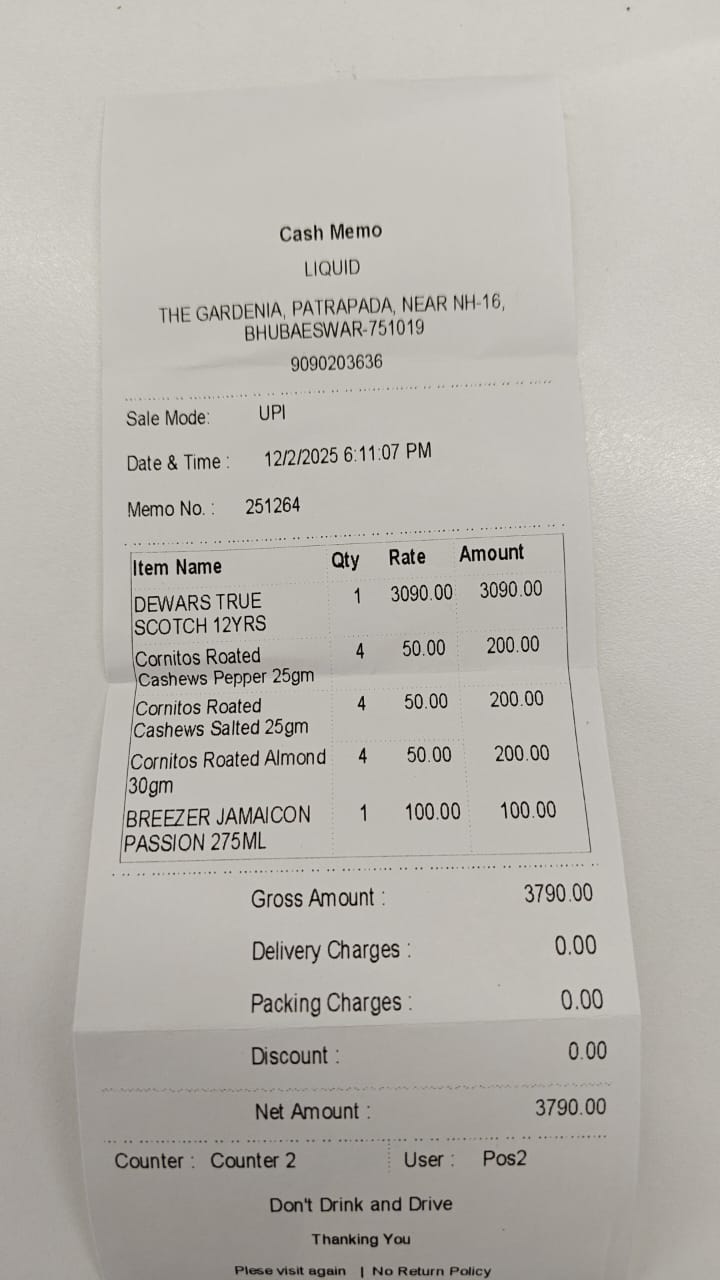 Cash Memo
LIQUID
THE GARDENIA, PATRAPADA, NEAR NH-16,
BHUBAESWAR-751019
9090203636
Sale Mode: UPI
Date & Time : 12/2/2025 6:11:07 PM
Memo No. : 251264
Item Name Qty Rate Amount
DEWARS TRUE 1 3090.00 3090.00
SCOTCH 12YRS
Cornitos Roated 4 50.00 200.00
Cashews Pepper 25gm
Cornitos Roated 4 50.00 200.00
Cashews Salted 25gm
Cornitos Roated Almond 4 50.00 200.00
30gm
BREEZER JAMAICON 1 100.00 100.00
PASSION 275ML
Gross Amount : 3790.00
Delivery Charges : 0.00
Packing Charges : 0.00
Discount : 0.00
Net Amount : 3790.00
Counter : Counter 2 User : Pos2
Don't Drink and Drive
Thanking You
Plese visit again | No Return Policy